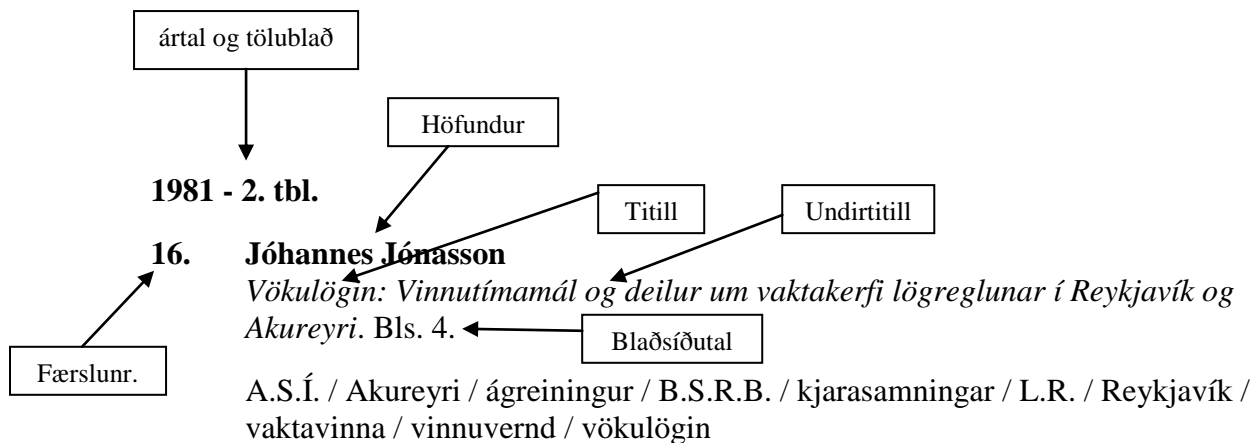 ártal og tölublað
Höfundur
1981 - 2. tbl.
Titill
Undirtitill
16. Jóhannes Jónasson
Vökulögin: Vinnutímamál og deilur um vaktakerfi lögreglunar í Reykjavík og
Akureyri. Bls. 4.
Blaðsíðutal
Færslunr.
A.S.Í. / Akureyri / ágreiningur / B.S.R.B. / kjarasamningar / L.R. / Reykjavík /
vaktavinna / vinnuvernd / vökulögin